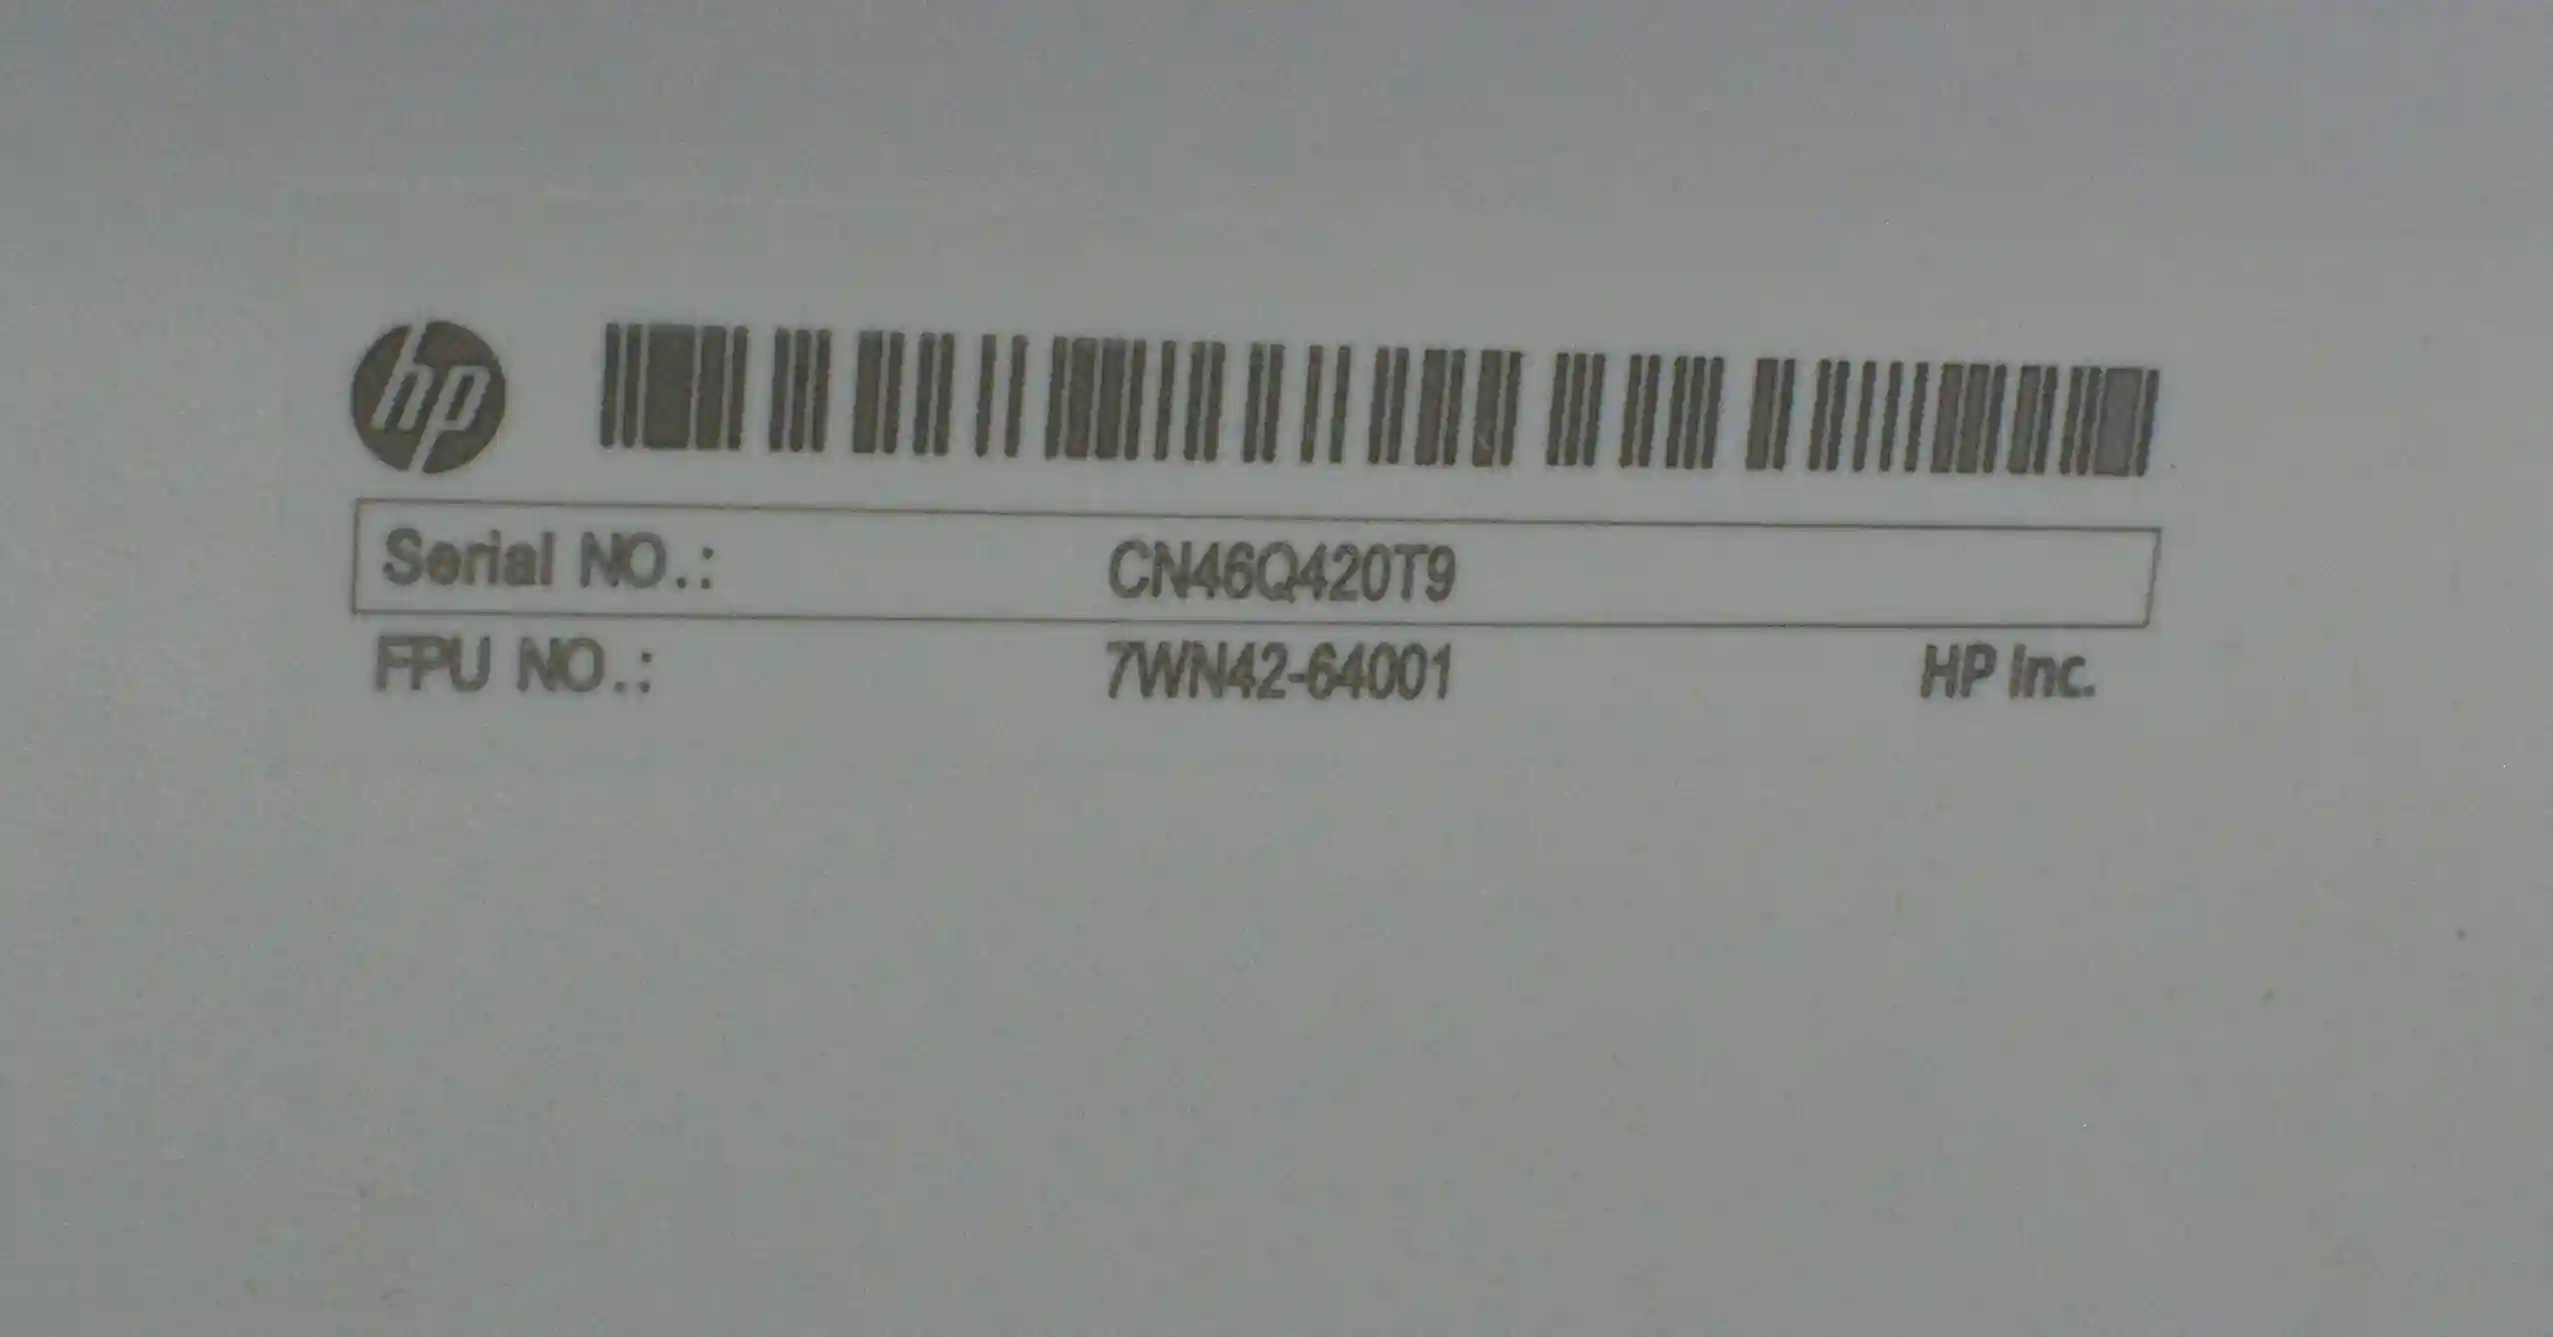 hp
Serial NO.: CN46Q420T9
FPU NO.: 7WN42-64001 HP Inc.